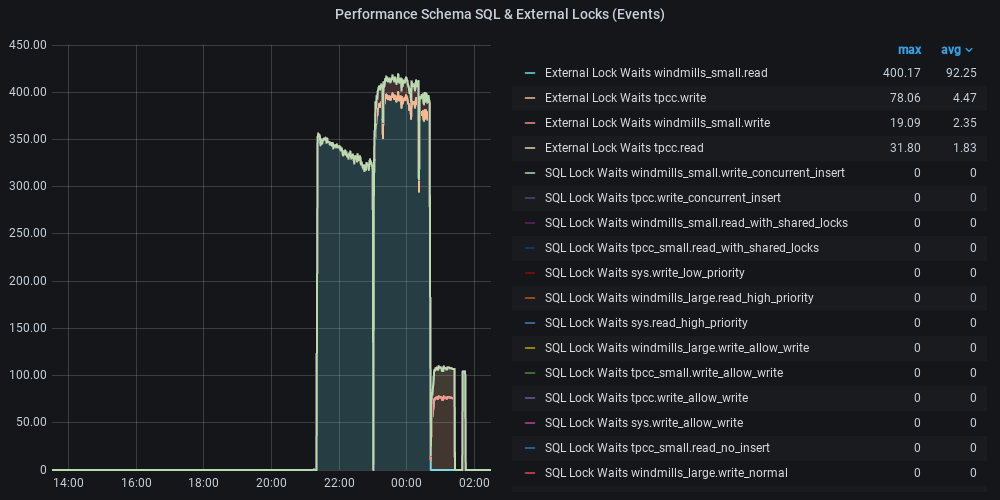 Performance Schema SQL & External Locks (Events)
450.00
400.00
350.00
300.00
250.00
200.00
150.00
100.00
50.00
0
14:00 16:00 18:00 20:00 22:00 00:00 02:00
max avg
External Lock Waits windmills_small.read 400.17 92.25
External Lock Waits tpcc.write 78.06 4.47
External Lock Waits windmills_small.write 19.09 2.35
External Lock Waits tpcc.read 31.80 1.83
SQL Lock Waits windmills_small.write_concurrent_insert 0 0
SQL Lock Waits tpcc.write_concurrent_insert 0 0
SQL Lock Waits windmills_small.read_with_shared_locks 0 0
SQL Lock Waits tpcc_small.read_with_shared_locks 0 0
SQL Lock Waits sys.write_low_priority 0 0
SQL Lock Waits windmills_large.read_high_priority 0 0
SQL Lock Waits sys.read_high_priority 0 0
SQL Lock Waits windmills_large.write_allow_write 0 0
SQL Lock Waits tpcc_small.write_allow_write 0 0
SQL Lock Waits tpcc.write_allow_write 0 0
SQL Lock Waits sys.write_allow_write 0 0
SQL Lock Waits tpcc_small.read_no_insert 0 0
SQL Lock Waits windmills_large.write_normal 0 0